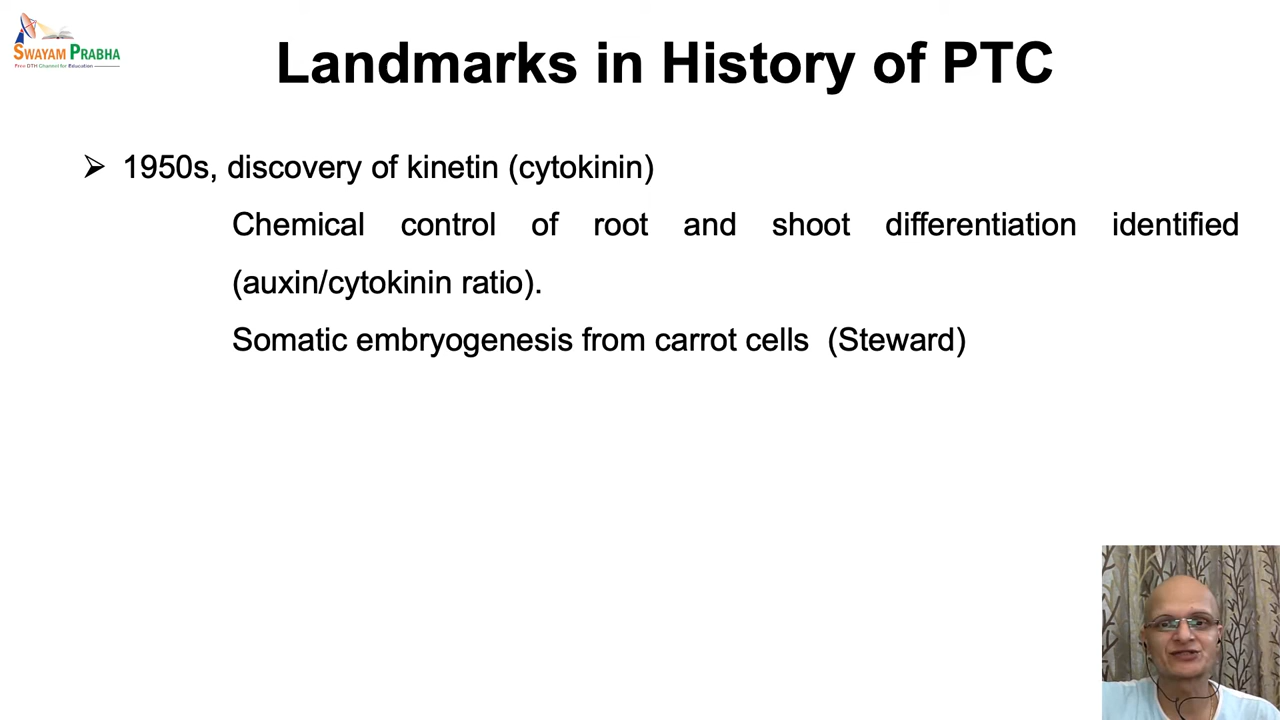 SWAYAM PRABHA
Free DTH Channel for Education
Landmarks in History of PTC
➢ 1950s, discovery of kinetin (cytokinin)
Chemical control of root and shoot differentiation identified
(auxin/cytokinin ratio).
Somatic embryogenesis from carrot cells (Steward)